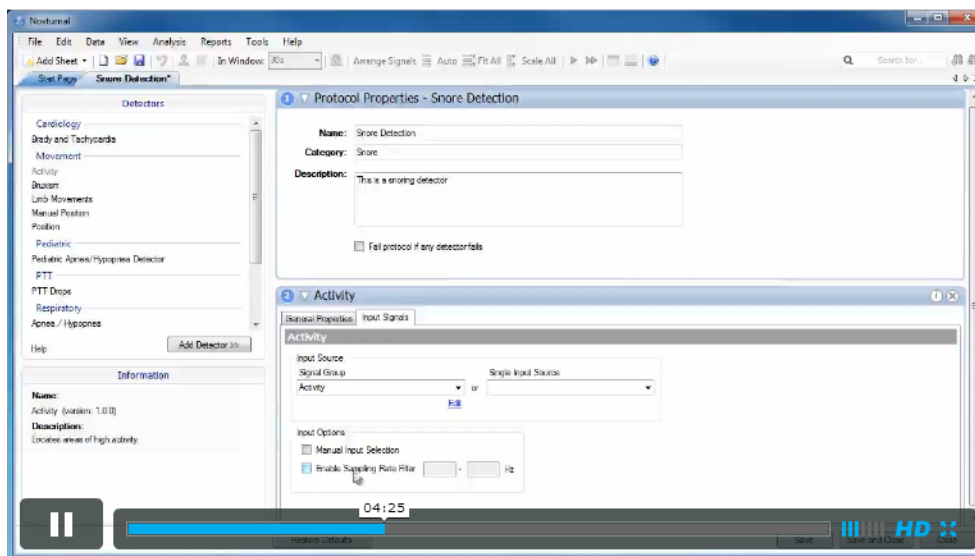 Noxturnal
File Edit Data View Analysis Reports Tools Help
Add Sheet In Window: 30s Arrange Signals Auto Fit All Scale All Search for...
Start Page Snore Detection*
Detectors
Cardiology
Brady and Tachycardia
Movement
Activity
Bruxism
Limb Movements
Manual Position
Position
Pediatric
Pediatric Apnea/Hypopnea Detector
PTT
PTT Drops
Respiratory
Apnea / Hypopnea
Help Add Detector >>
Information
Name:
Activity (version: 1.0.0)
Description:
Locates areas of high activity.
1 Protocol Properties - Snore Detection
Name: Snore Detection
Category: Snore
Description: This is a snoring detector
Fail protocol if any detector fails
2 Activity
General Properties Input Signals
Activity
Input Source
Signal Group Single Input Source
Activity or
Edit
Input Options
Manual Input Selection
Enable Sampling Rate Filter - Hz
04:25
HD
Restore Defaults Save Save and Close Close